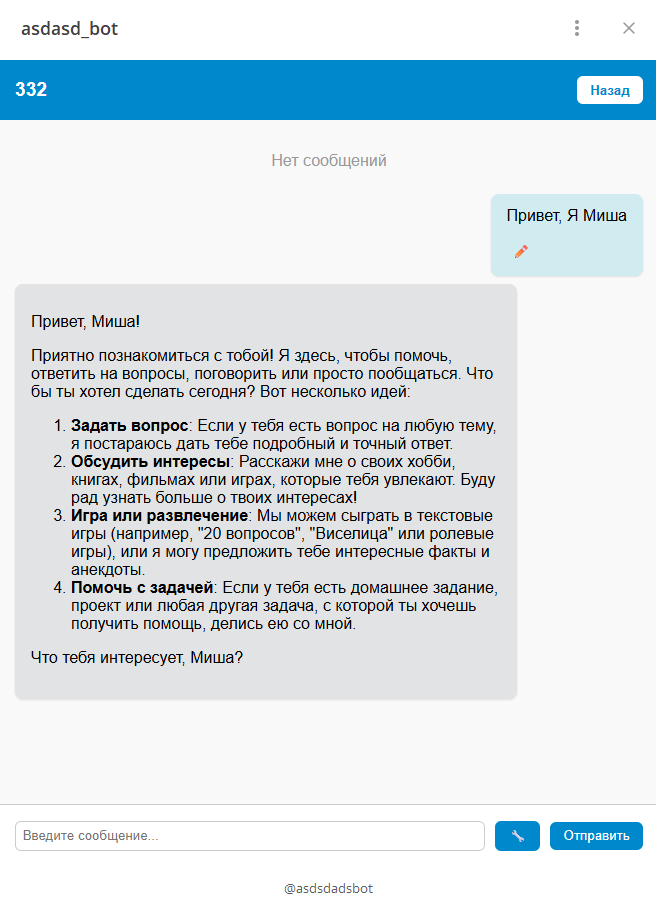 asdasd_bot
332
Назад
Нет сообщений
Привет, Я Миша
Привет, Миша!
Приятно познакомиться с тобой! Я здесь, чтобы помочь,
ответить на вопросы, поговорить или просто пообщаться. Что
бы ты хотел сделать сегодня? Вот несколько идей:
1. Задать вопрос: Если у тебя есть вопрос на любую тему,
я постараюсь дать тебе подробный и точный ответ.
2. Обсудить интересы: Расскажи мне о своих хобби,
книгах, фильмах или играх, которые тебя увлекают. Буду
рад узнать больше о твоих интересах!
3. Игра или развлечение: Мы можем сыграть в текстовые
игры (например, "20 вопросов", "Виселица" или ролевые
игры), или я могу предложить тебе интересные факты и
анекдоты.
4. Помочь с задачей: Если у тебя есть домашнее задание,
проект или любая другая задача, с которой ты хочешь
получить помощь, делись ею со мной.
Что тебя интересует, Миша?
Введите сообщение...
Отправить
@asdsdadsbot